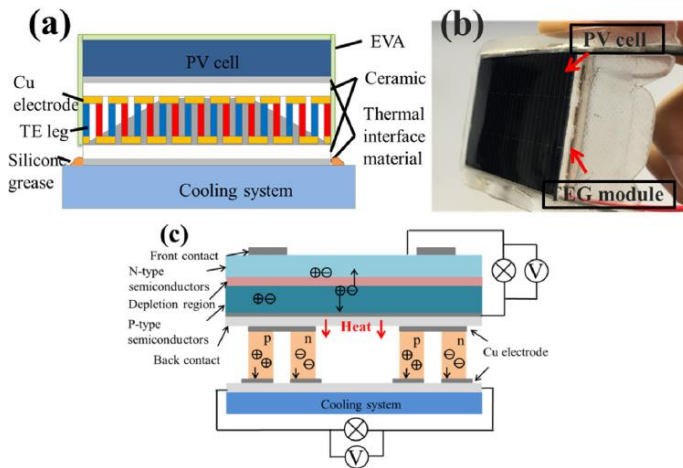 (a)
EVA
PV cell
Ceramic
Cu
electrode
TE leg
Thermal
interface
material
Silicone
grease
Cooling system
(b)
PV cell
TEG module
(c)
Front contact
N-type
semiconductors
Depletion region
P-type
semiconductors
Back contact
Heat
p
n
p
n
Cu electrode
Cooling system
V
V